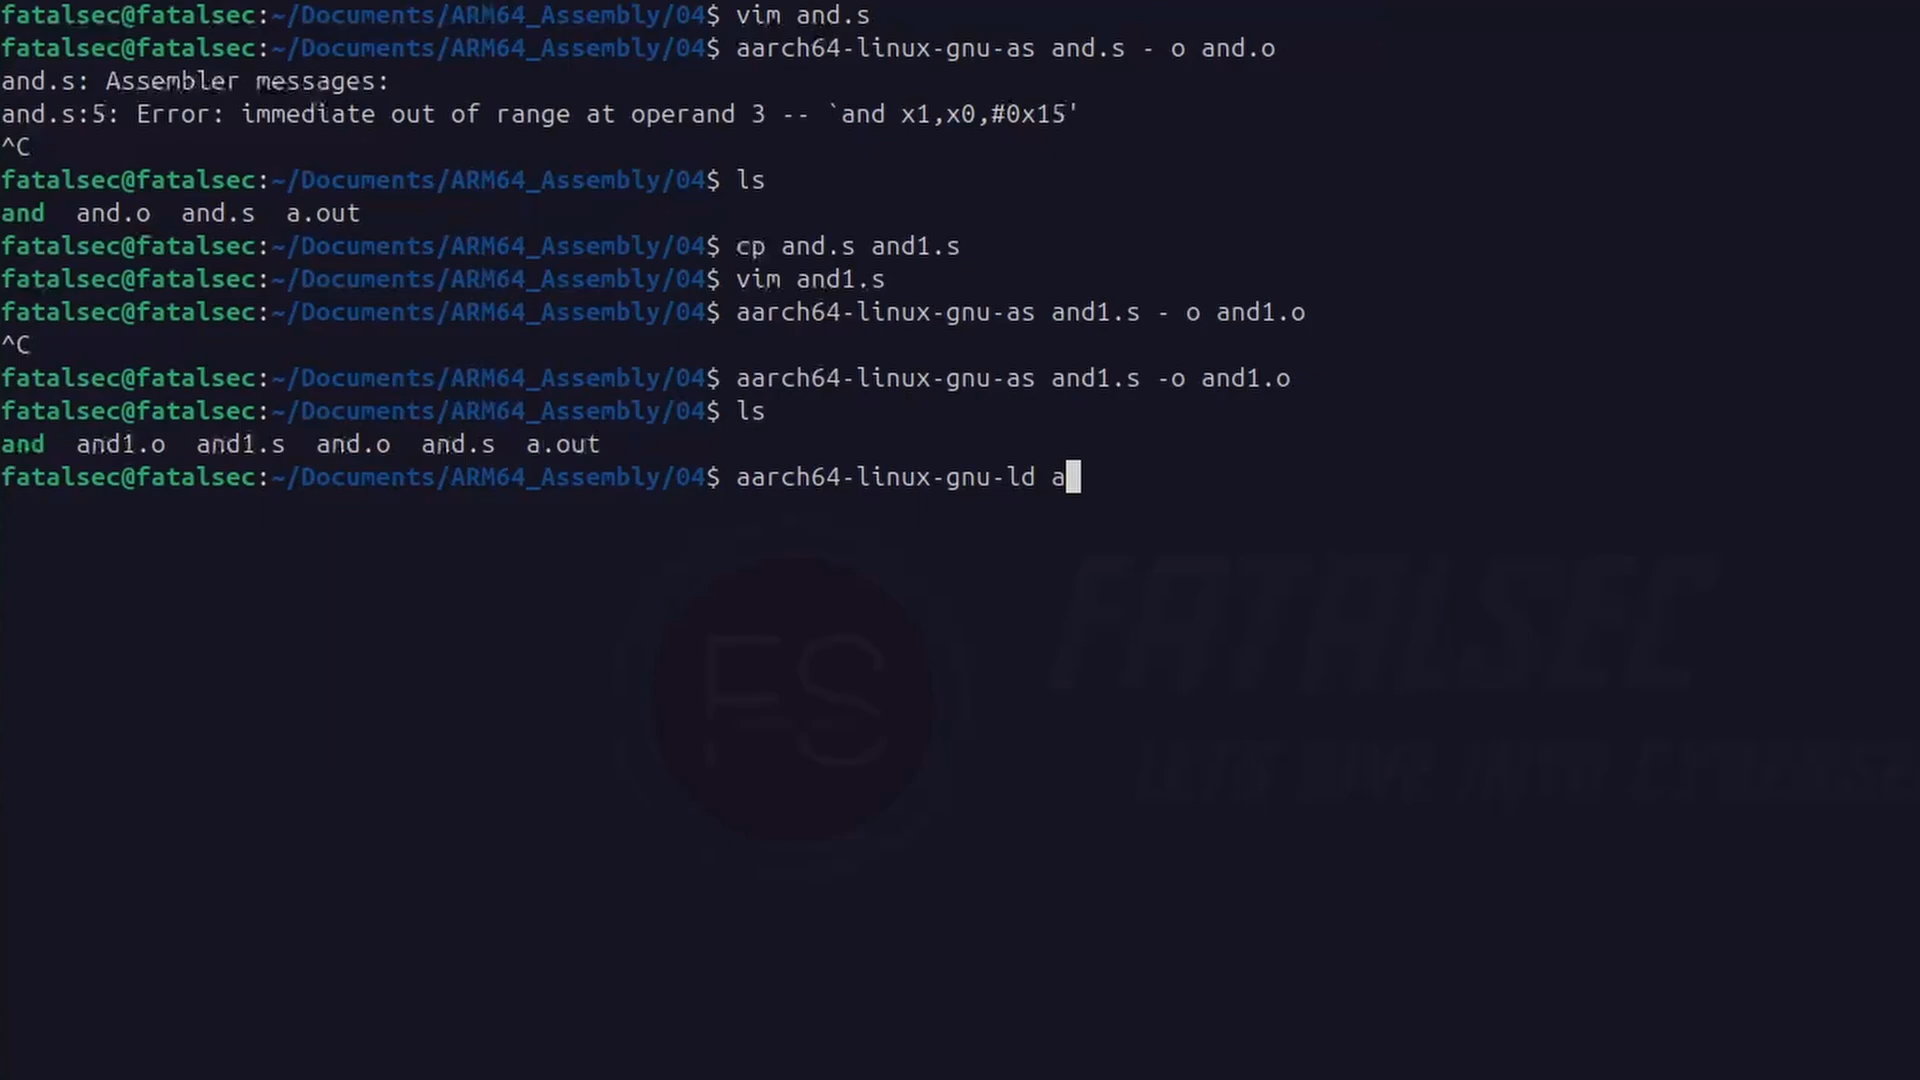 fatalsec@fatalsec:~/Documents/ARM64_Assembly/04$ vim and.s
fatalsec@fatalsec:~/Documents/ARM64_Assembly/04$ aarch64-linux-gnu-as and.s - o and.o
and.s: Assembler messages:
and.s:5: Error: immediate out of range at operand 3 -- `and x1,x0,#0x15'
^C
fatalsec@fatalsec:~/Documents/ARM64_Assembly/04$ ls
and  and.o  and.s  a.out
fatalsec@fatalsec:~/Documents/ARM64_Assembly/04$ cp and.s and1.s
fatalsec@fatalsec:~/Documents/ARM64_Assembly/04$ vim and1.s
fatalsec@fatalsec:~/Documents/ARM64_Assembly/04$ aarch64-linux-gnu-as and1.s - o and1.o
^C
fatalsec@fatalsec:~/Documents/ARM64_Assembly/04$ aarch64-linux-gnu-as and1.s -o and1.o
fatalsec@fatalsec:~/Documents/ARM64_Assembly/04$ ls
and  and1.o  and1.s  and.o  and.s  a.out
fatalsec@fatalsec:~/Documents/ARM64_Assembly/04$ aarch64-linux-gnu-ld a
FS
FATALSEC
LETS DIVE INTO